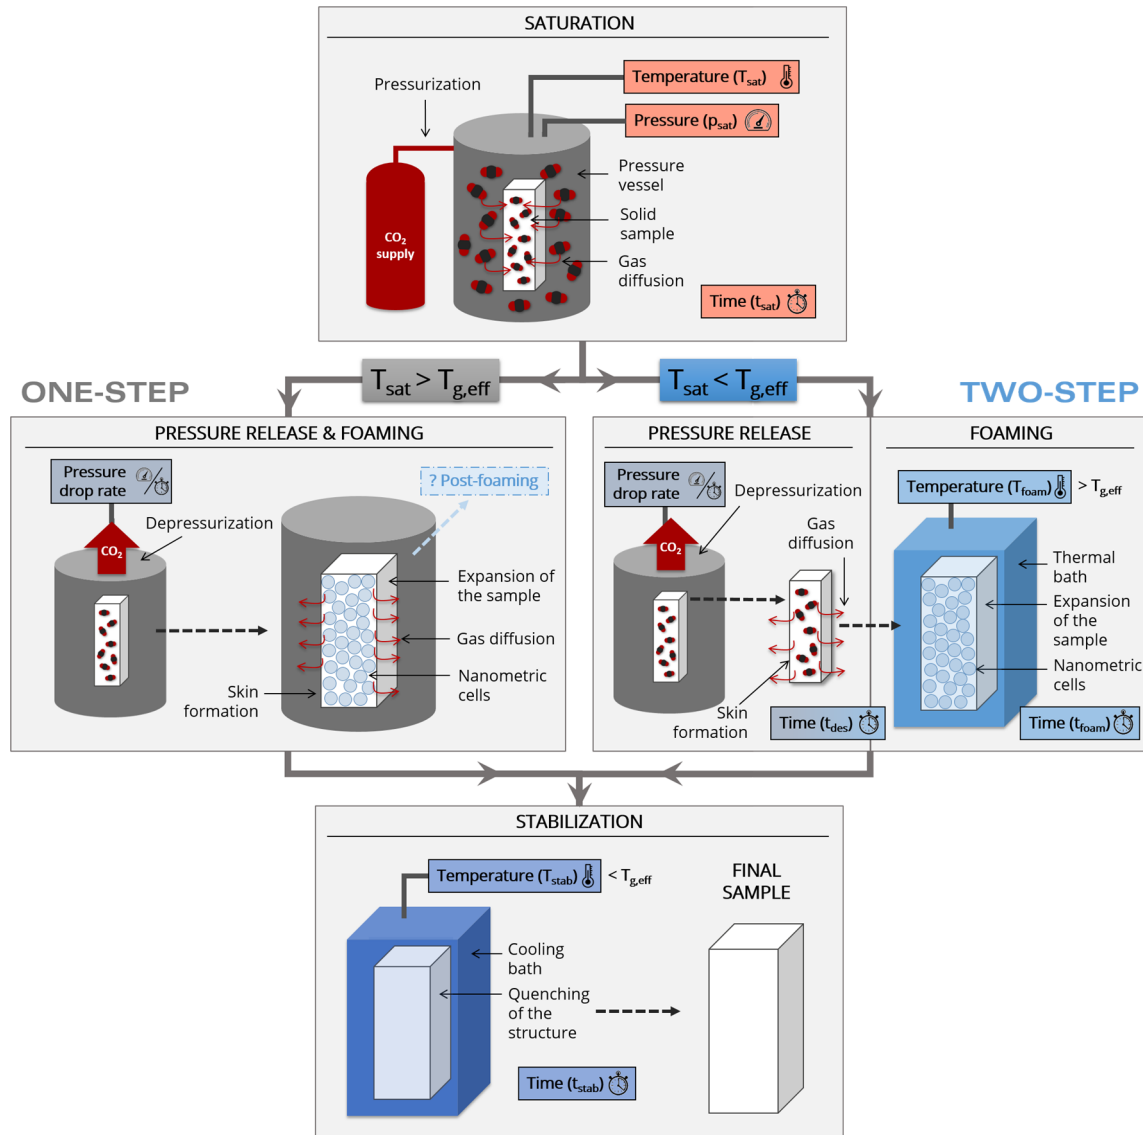 SATURATION
Temperature (Tsat)
Pressurization
Pressure (psat)
Pressure
vessel
Solid
sample
CO2
supply
Gas
diffusion
Time (tsat)
ONE-STEP
Tsat > Tg,eff
Tsat < Tg,eff
TWO-STEP
PRESSURE RELEASE & FOAMING
Pressure
drop rate
? Post-foaming
Depressurization
CO2
Expansion of
the sample
Gas diffusion
Nanometric
cells
Skin
formation
PRESSURE RELEASE
Pressure
drop rate
Depressurization
CO2
Gas
diffusion
Skin
formation
Time (tdes)
FOAMING
Temperature (Tfoam) > Tg,eff
Thermal
bath
Expansion
of the
sample
Nanometric
cells
Time (tfoam)
STABILIZATION
Temperature (Tstab) < Tg,eff
FINAL
SAMPLE
Cooling
bath
Quenching
of the
structure
Time (tstab)